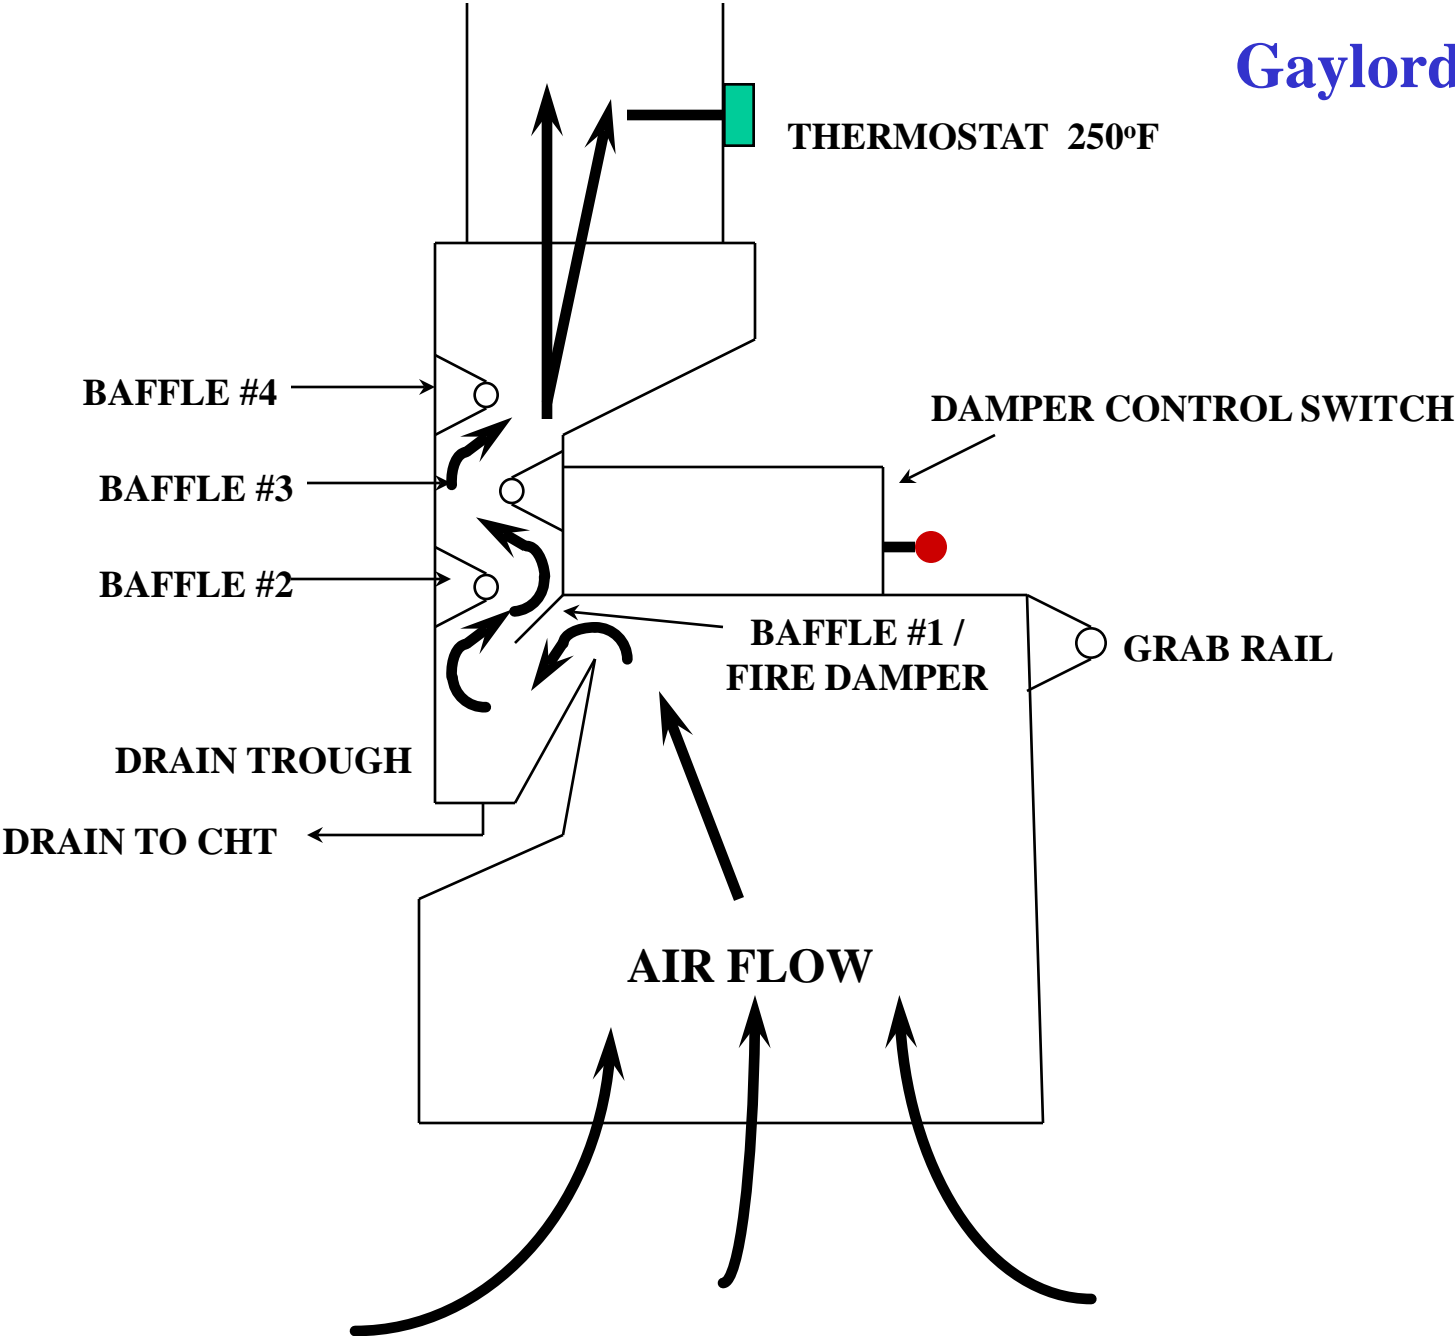 Gaylord
THERMOSTAT 250ºF
BAFFLE #4
DAMPER CONTROL SWITCH
BAFFLE #3
BAFFLE #2
BAFFLE #1 /
FIRE DAMPER
GRAB RAIL
DRAIN TROUGH
DRAIN TO CHT
AIR FLOW